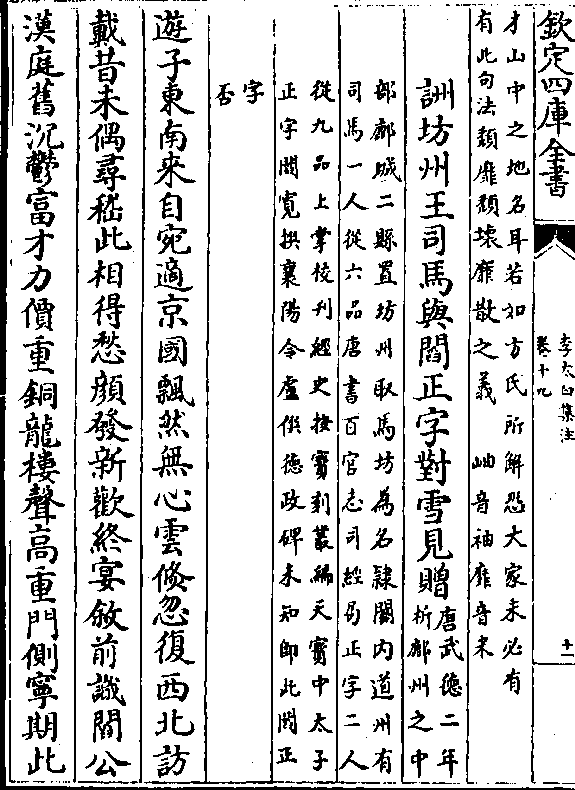 欽定四庫全書
李太白集注
卷十九
十一
才山中之地名耳若如方氏所解恐大家未必有
有此句法頽靡頽壞靡散之義　岫音袖靡音米
詶坊州王司馬與閻正字對雪見贈
唐武德二年
析鄜州之中
部鄜城二縣置坊州取馬坊為名隷關内道州有
司馬一人從六品唐書百官志司經局正字二人
從九品上掌校刋經史按寳刻叢編天寳中太子
正字閻寛撰襄陽令盧僎徳政碑未知即此閻正
字
否
遊子東南來自宛適京國飄然無心雲倐忽復西北訪
戴昔未偶尋嵇此相得愁顔發新歡終宴敘前識閻公
漢庭舊沉鬱富才力價重銅龍樓聲高重門側寧期此